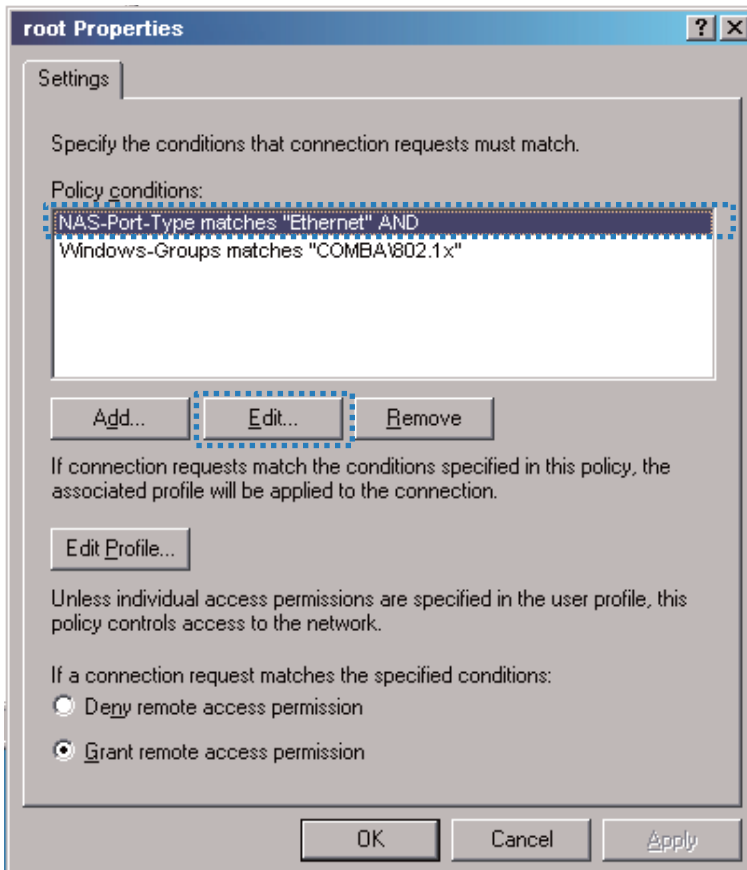 root Properties
Settings
Specify the conditions that connection requests must match.
Policy conditions:
NAS-Port-Type matches "Ethernet" AND
Windows-Groups matches "COMBA\802.1x"
Add...
Edit...
Remove
If connection requests match the conditions specified in this policy, the
associated profile will be applied to the connection.
Edit Profile...
Unless individual access permissions are specified in the user profile, this
policy controls access to the network.
If a connection request matches the specified conditions:
Deny remote access permission
Grant remote access permission
OK
Cancel
Apply